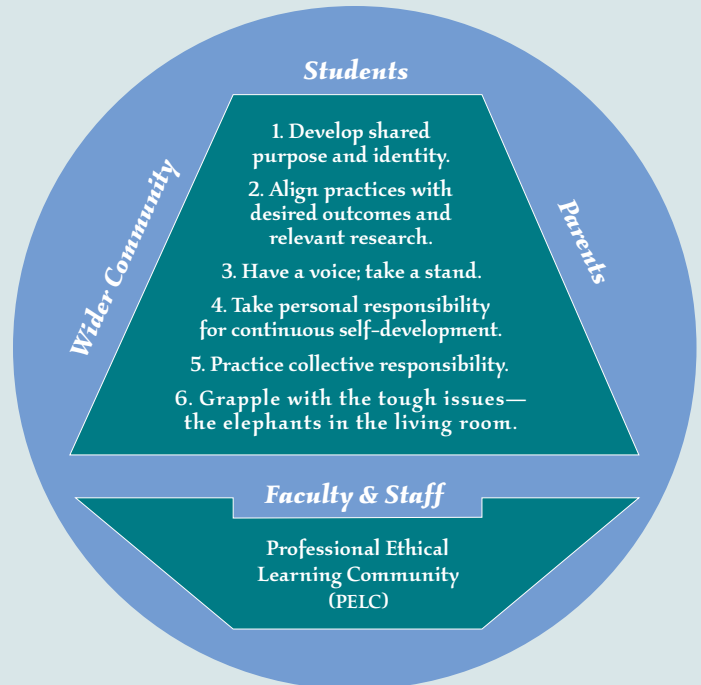 Students
Wider Community
Parents
1. Develop shared
purpose and identity.
2. Align practices with
desired outcomes and
relevant research.
3. Have a voice; take a stand.
4. Take personal responsibility
for continuous self-development.
5. Practice collective responsibility.
6. Grapple with the tough issues—
the elephants in the living room.
Faculty & Staff
Professional Ethical
Learning Community
(PELC)